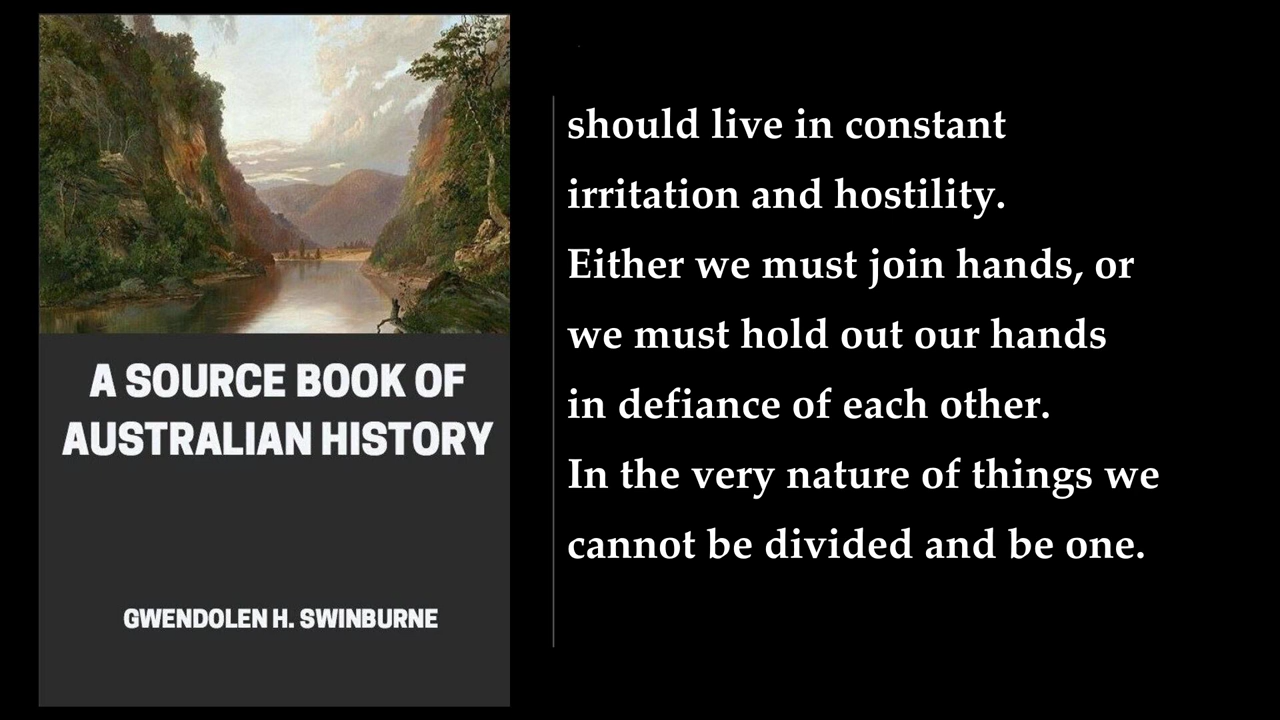 A SOURCE BOOK OF
AUSTRALIAN HISTORY
GWENDOLEN H. SWINBURNE
should live in constant
irritation and hostility.
Either we must join hands, or
we must hold out our hands
in defiance of each other.
In the very nature of things we
cannot be divided and be one.